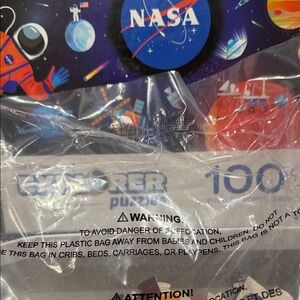 NASA
EXPLORER
puzzles
100
⚠WARNING:
TO AVOID DANGER OF SUFFOCATION,
KEEP THIS PLASTIC BAG AWAY FROM BABIES AND CHILDREN. DO NOT
USE THIS BAG IN CRIBS, BEDS, CARRIAGES, OR PLAYPENS. THIS BAG IS NOT A TOY
⚠ATTENTION!